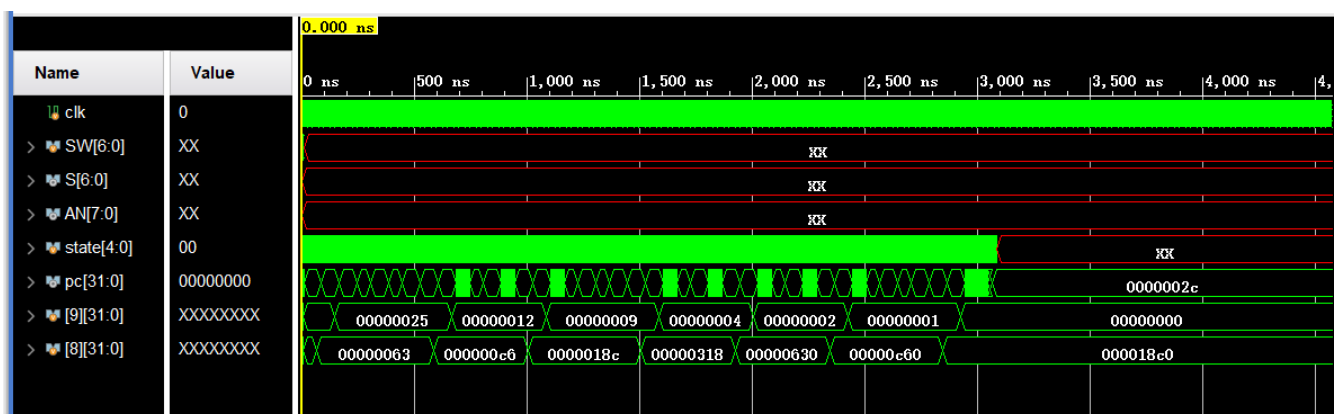 0.000 ns
Name Value 0 ns 500 ns 1,000 ns 1,500 ns 2,000 ns 2,500 ns 3,000 ns 3,500 ns 4,000 ns 4,
clk 0
SW[6:0] XX XX
S[6:0] XX XX
AN[7:0] XX XX
state[4:0] 00 XX
pc[31:0] 00000000 0000002c
[9][31:0] XXXXXXXX 00000025 00000012 00000009 00000004 00000002 00000001 00000000
[8][31:0] XXXXXXXX 00000063 000000c6 0000018c 00000318 00000630 00000c60 000018c0